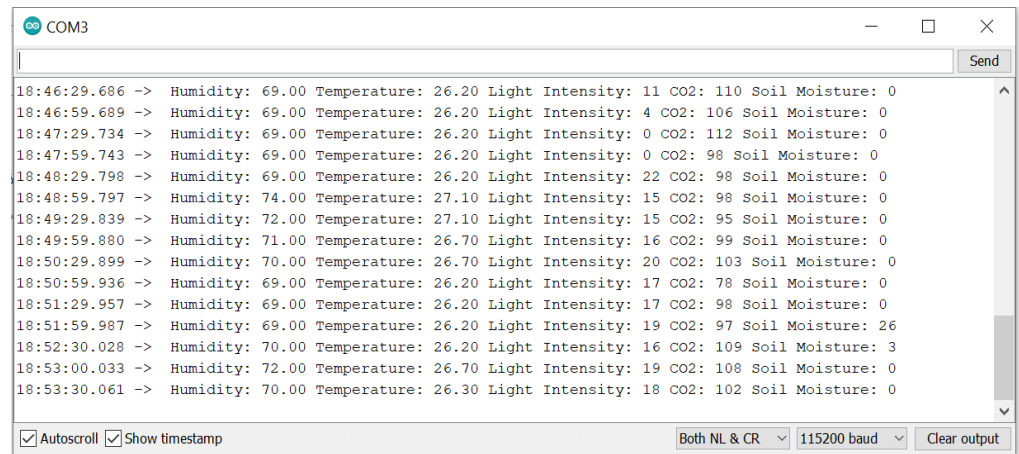 COM3
Send
18:46:29.686 -> Humidity: 69.00 Temperature: 26.20 Light Intensity: 11 CO2: 110 Soil Moisture: 0
18:46:59.689 -> Humidity: 69.00 Temperature: 26.20 Light Intensity: 4 CO2: 106 Soil Moisture: 0
18:47:29.734 -> Humidity: 69.00 Temperature: 26.20 Light Intensity: 0 CO2: 112 Soil Moisture: 0
18:47:59.743 -> Humidity: 69.00 Temperature: 26.20 Light Intensity: 0 CO2: 98 Soil Moisture: 0
18:48:29.798 -> Humidity: 69.00 Temperature: 26.20 Light Intensity: 22 CO2: 98 Soil Moisture: 0
18:48:59.797 -> Humidity: 74.00 Temperature: 27.10 Light Intensity: 15 CO2: 98 Soil Moisture: 0
18:49:29.839 -> Humidity: 72.00 Temperature: 27.10 Light Intensity: 15 CO2: 95 Soil Moisture: 0
18:49:59.880 -> Humidity: 71.00 Temperature: 26.70 Light Intensity: 16 CO2: 99 Soil Moisture: 0
18:50:29.899 -> Humidity: 70.00 Temperature: 26.70 Light Intensity: 20 CO2: 103 Soil Moisture: 0
18:50:59.936 -> Humidity: 69.00 Temperature: 26.20 Light Intensity: 17 CO2: 78 Soil Moisture: 0
18:51:29.957 -> Humidity: 69.00 Temperature: 26.20 Light Intensity: 17 CO2: 98 Soil Moisture: 0
18:51:59.987 -> Humidity: 69.00 Temperature: 26.20 Light Intensity: 19 CO2: 97 Soil Moisture: 26
18:52:30.028 -> Humidity: 70.00 Temperature: 26.20 Light Intensity: 16 CO2: 109 Soil Moisture: 3
18:53:00.033 -> Humidity: 72.00 Temperature: 26.70 Light Intensity: 19 CO2: 108 Soil Moisture: 0
18:53:30.061 -> Humidity: 70.00 Temperature: 26.30 Light Intensity: 18 CO2: 102 Soil Moisture: 0
Autoscroll Show timestamp Both NL & CR 115200 baud Clear output